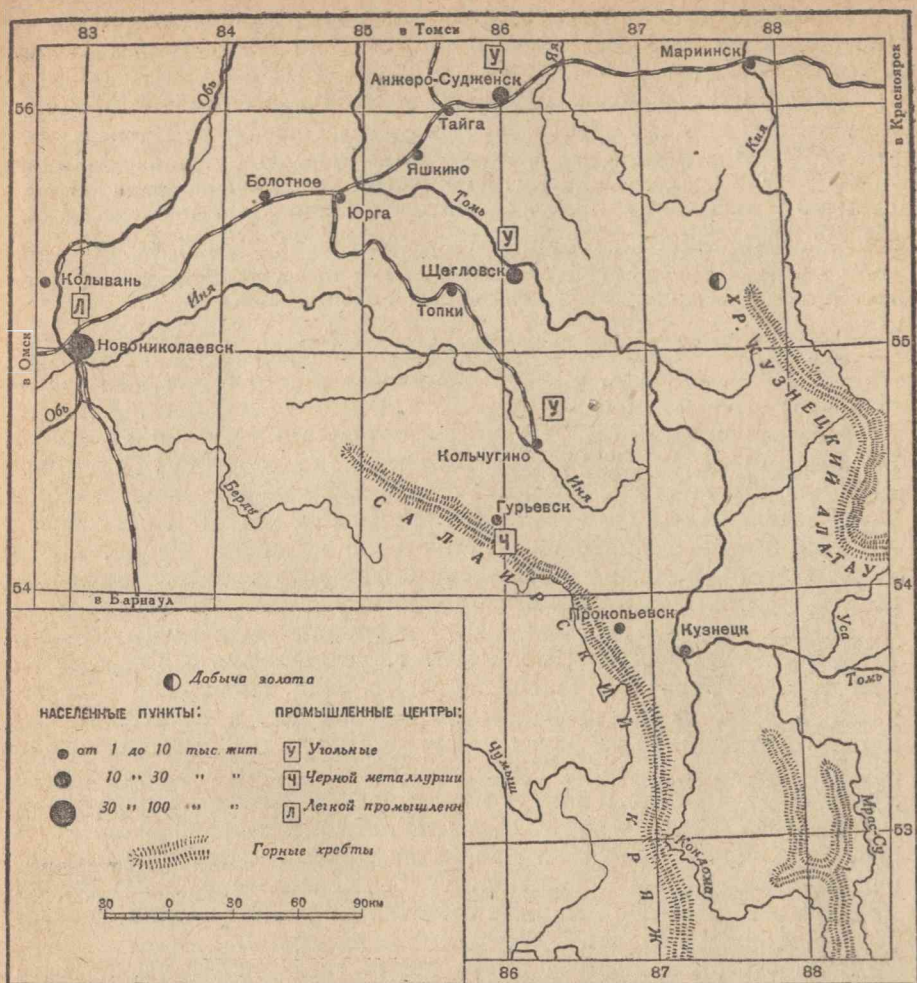 83 85 в Томск 86 87 88
У
Яя
Мариинск
Анжеро-Судженск
Обь
в Красноярск
56
Тайга
Кия
Яшкино
Болотное
Юрга
Томь
У
Щегловск
Колывань
Топки
Л
Иня
ХР. КУЗНЕЦКИЙ АЛА-ТАУ
в Омск
Новониколаевск
55
У
Обь
Кольчугино
Бердь
Иня
Гурьевск
САЛАИРСКИЙ КРЯЖ
Ч
54
в Барнаул
Прокопьевск
Кузнецк
Уса
Томь
Добыча золота
НАСЕЛЁННЫЕ ПУНКТЫ:
от 1 до 10 тыс. жит
10 " 30 " "
30 " 100 " "
ПРОМЫШЛЕННЫЕ ЦЕНТРЫ:
У Угольные
Ч Черной металлургии
Л Легкой промышленн
Горные хребты
30 0 30 60 90км
Чумыш
Мрас-Су
53
Кондома
86 87 88